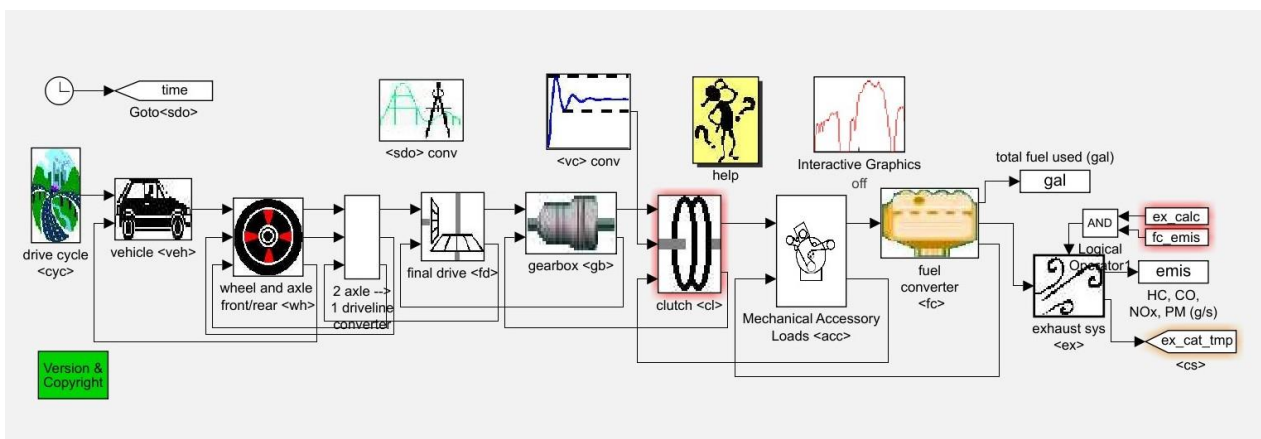 time
Goto<sdo>
<sdo> conv
<vc> conv
help
Interactive Graphics
off
total fuel used (gal)
gal
AND
ex_calc
fc_emis
Logical
Operator1
emis
HC, CO,
NOx, PM (g/s)
ex_cat_tmp
<cs>
drive cycle
<cyc>
vehicle <veh>
wheel and axle
front/rear <wh>
2 axle -->
1 driveline
converter
final drive <fd>
gearbox <gb>
clutch <cl>
Mechanical Accessory
Loads <acc>
fuel
converter
<fc>
exhaust sys
<ex>
Version &
Copyright